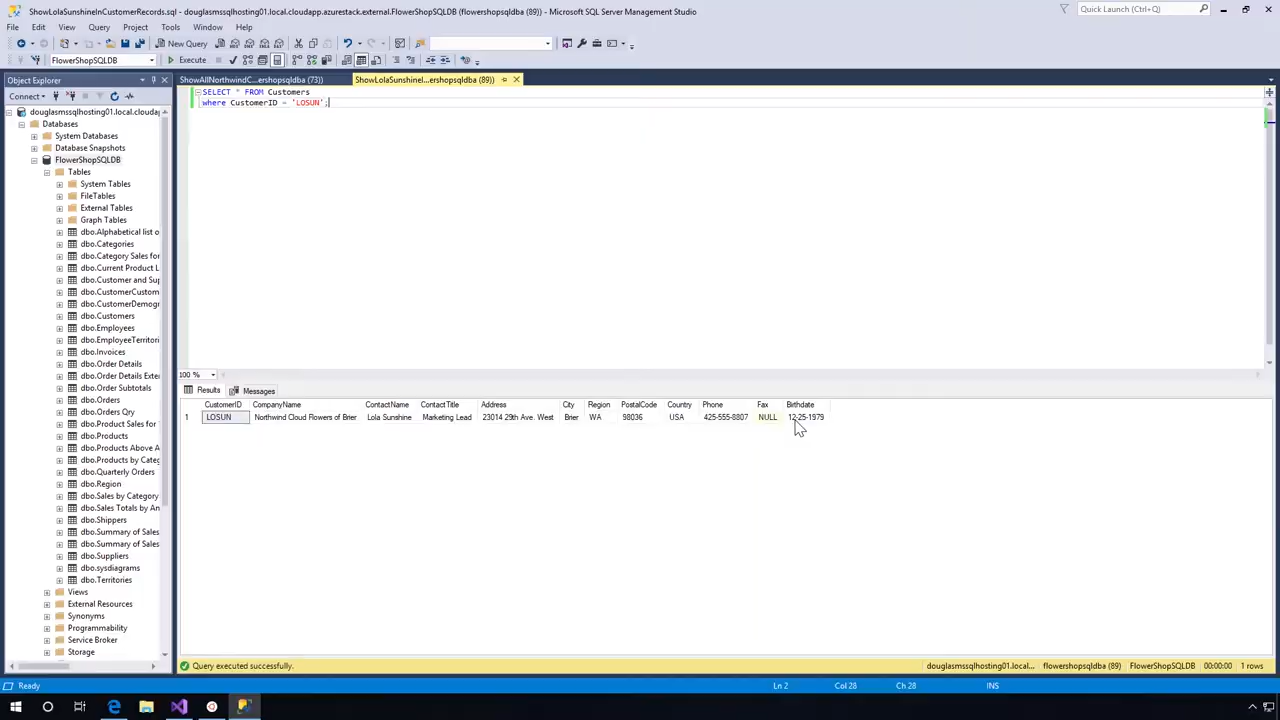 ShowLolaSunshineInCustomerRecords.sql - douglasmssqlhosting01.local.cloudapp.azurestack.external.FlowerShopSQLDB (flowershopsqldba (89)) - Microsoft SQL Server Management Studio
Quick Launch (Ctrl+Q)
File Edit View Query Project Tools Window Help
New Query
FlowerShopSQLDB Execute
Object Explorer
ShowAllNorthwindC...ershopsqldba (73))
ShowLolaSunshineI...ershopsqldba (89))
Connect
SELECT * FROM Customers
where CustomerID = 'LOSUN';
douglasmssqlhosting01.local.cloudapp
Databases
System Databases
Database Snapshots
FlowerShopSQLDB
Tables
System Tables
FileTables
External Tables
Graph Tables
dbo.Alphabetical list o
dbo.Categories
dbo.Category Sales for
dbo.Current Product L
dbo.Customer and Sup
dbo.CustomerCustom
dbo.CustomerDemog
dbo.Customers
dbo.Employees
dbo.EmployeeTerritori
dbo.Invoices
dbo.Order Details
dbo.Order Details Exte
dbo.Order Subtotals
dbo.Orders
dbo.Orders Qry
dbo.Product Sales for
dbo.Products
dbo.Products Above A
dbo.Products by Categ
dbo.Quarterly Orders
dbo.Region
dbo.Sales by Category
dbo.Sales Totals by Am
dbo.Shippers
dbo.Summary of Sales
dbo.Summary of Sales
dbo.Suppliers
dbo.sysdiagrams
dbo.Territories
Views
External Resources
Synonyms
Programmability
Service Broker
Storage
100 %
Results Messages
CustomerID CompanyName ContactName ContactTitle Address City Region PostalCode Country Phone Fax Birthdate
1 LOSUN Northwind Cloud Flowers of Brier Lola Sunshine Marketing Lead 23014 29th Ave. West Brier WA 98036 USA 425-555-8807 NULL 12-25-1979
Query executed successfully.
douglasmssqlhosting01.local... flowershopsqldba (89) FlowerShopSQLDB 00:00:00 1 rows
Ready Ln 2 Col 28 Ch 28 INS